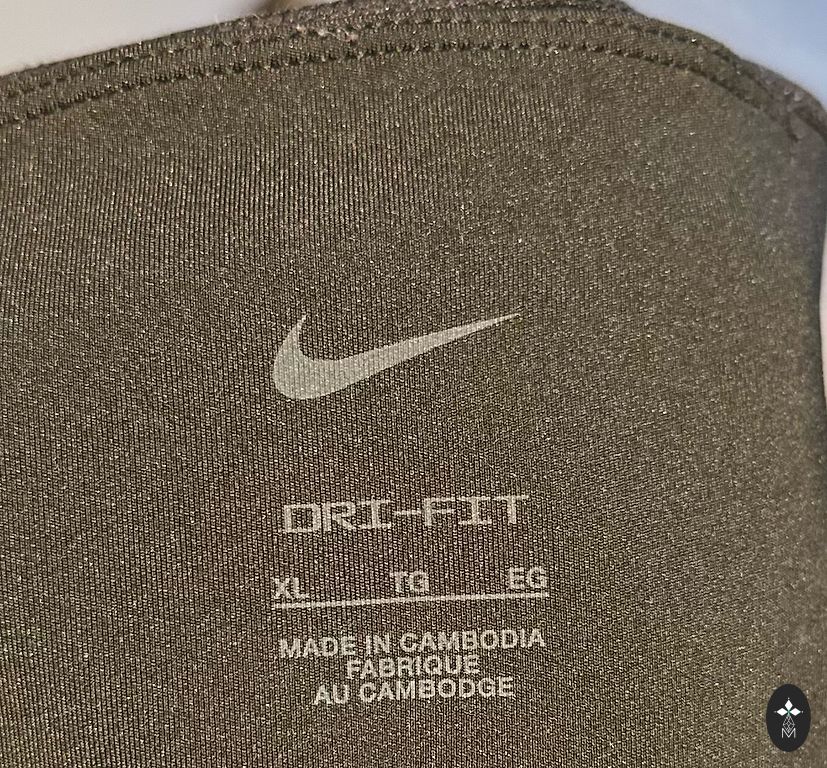 DRI-FIT
XL TG EG
MADE IN CAMBODIA
FABRIQUE
AU CAMBODGE
M